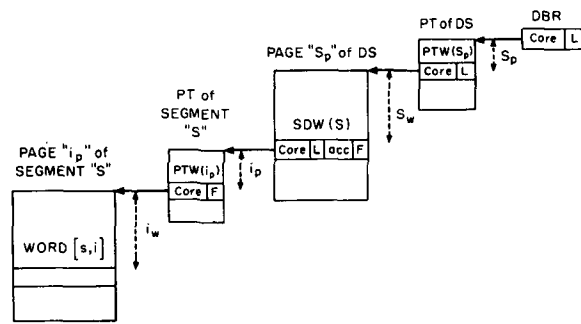 DBR
Core L
PT of DS
PTW(Sp)
Core L
Sp
PAGE "Sp" of DS
SDW (S)
Core L acc F
Sw
PT of
SEGMENT
"S"
PTW(ip)
Core F
ip
PAGE "ip" of
SEGMENT "S"
WORD [s,i]
iw